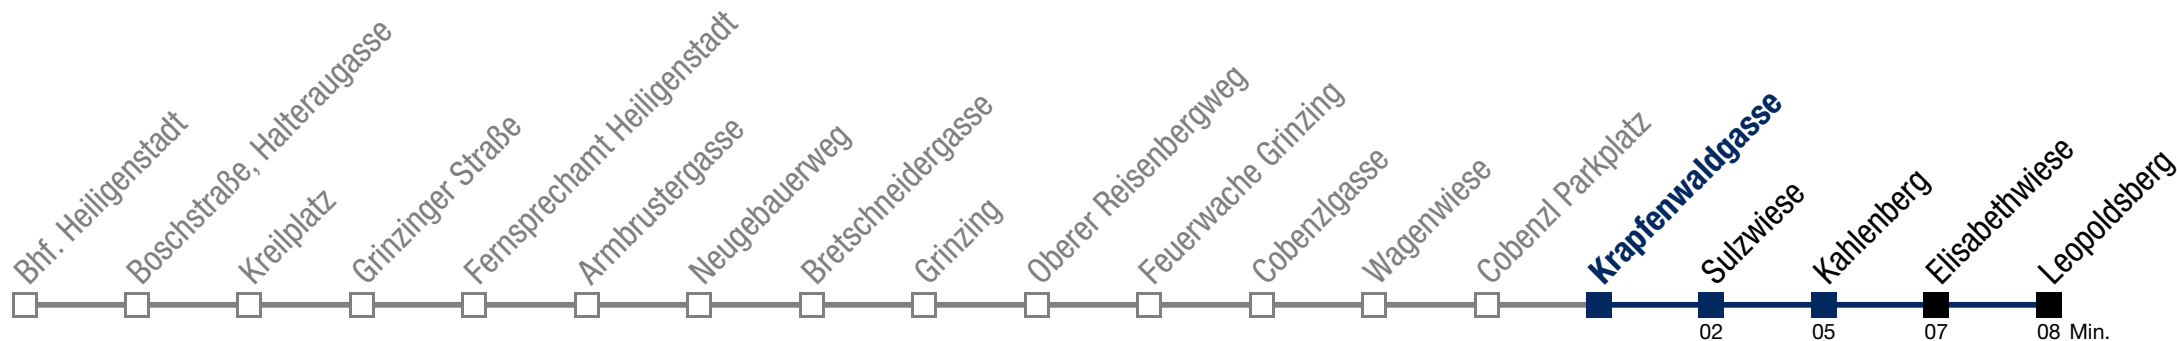 Bhf. Heiligenstadt
Boschstraße, Halteraugasse
Kreilplatz
Grinzinger Straße
Fernsprechamt Heiligenstadt
Armbrustergasse
Neugebauerweg
Bretschneidergasse
Grinzing
Oberer Reisenbergweg
Feuerwache Grinzing
Cobenzlgasse
Wagenwiese
Cobenzl Parkplatz
Krapfenwaldgasse
Sulzwiese
Kahlenberg
Elisabethwiese
Leopoldsberg
02 05 07 08 Min.